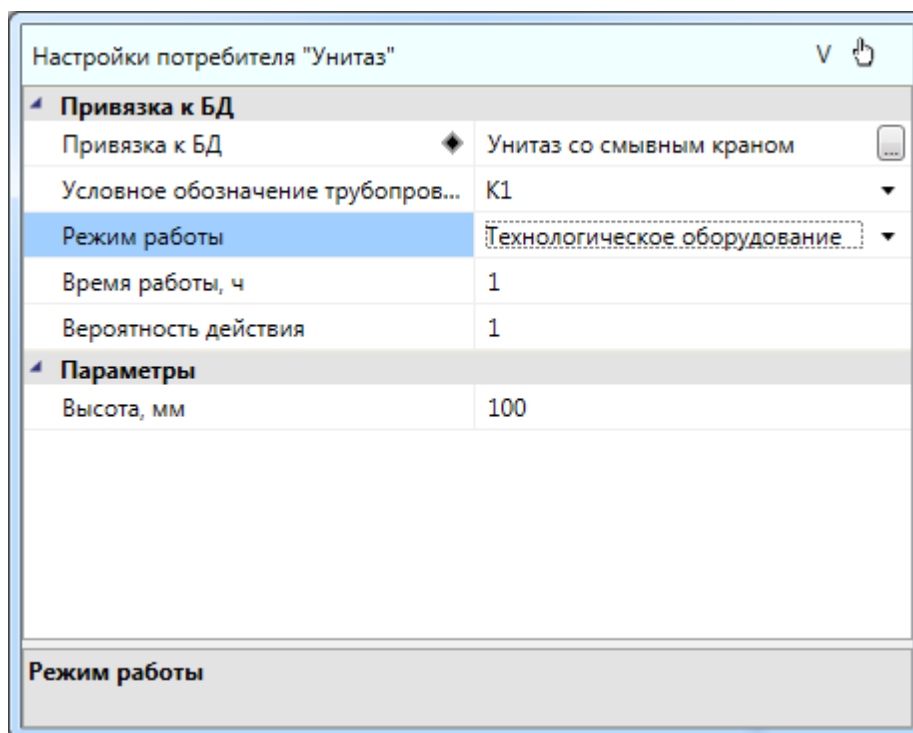 Настройки потребителя "Унитаз" V
Привязка к БД
Привязка к БД Унитаз со смывным краном ...
Условное обозначение трубопров... К1
Режим работы Технологическое оборудование
Время работы, ч 1
Вероятность действия 1
Параметры
Высота, мм 100
Режим работы